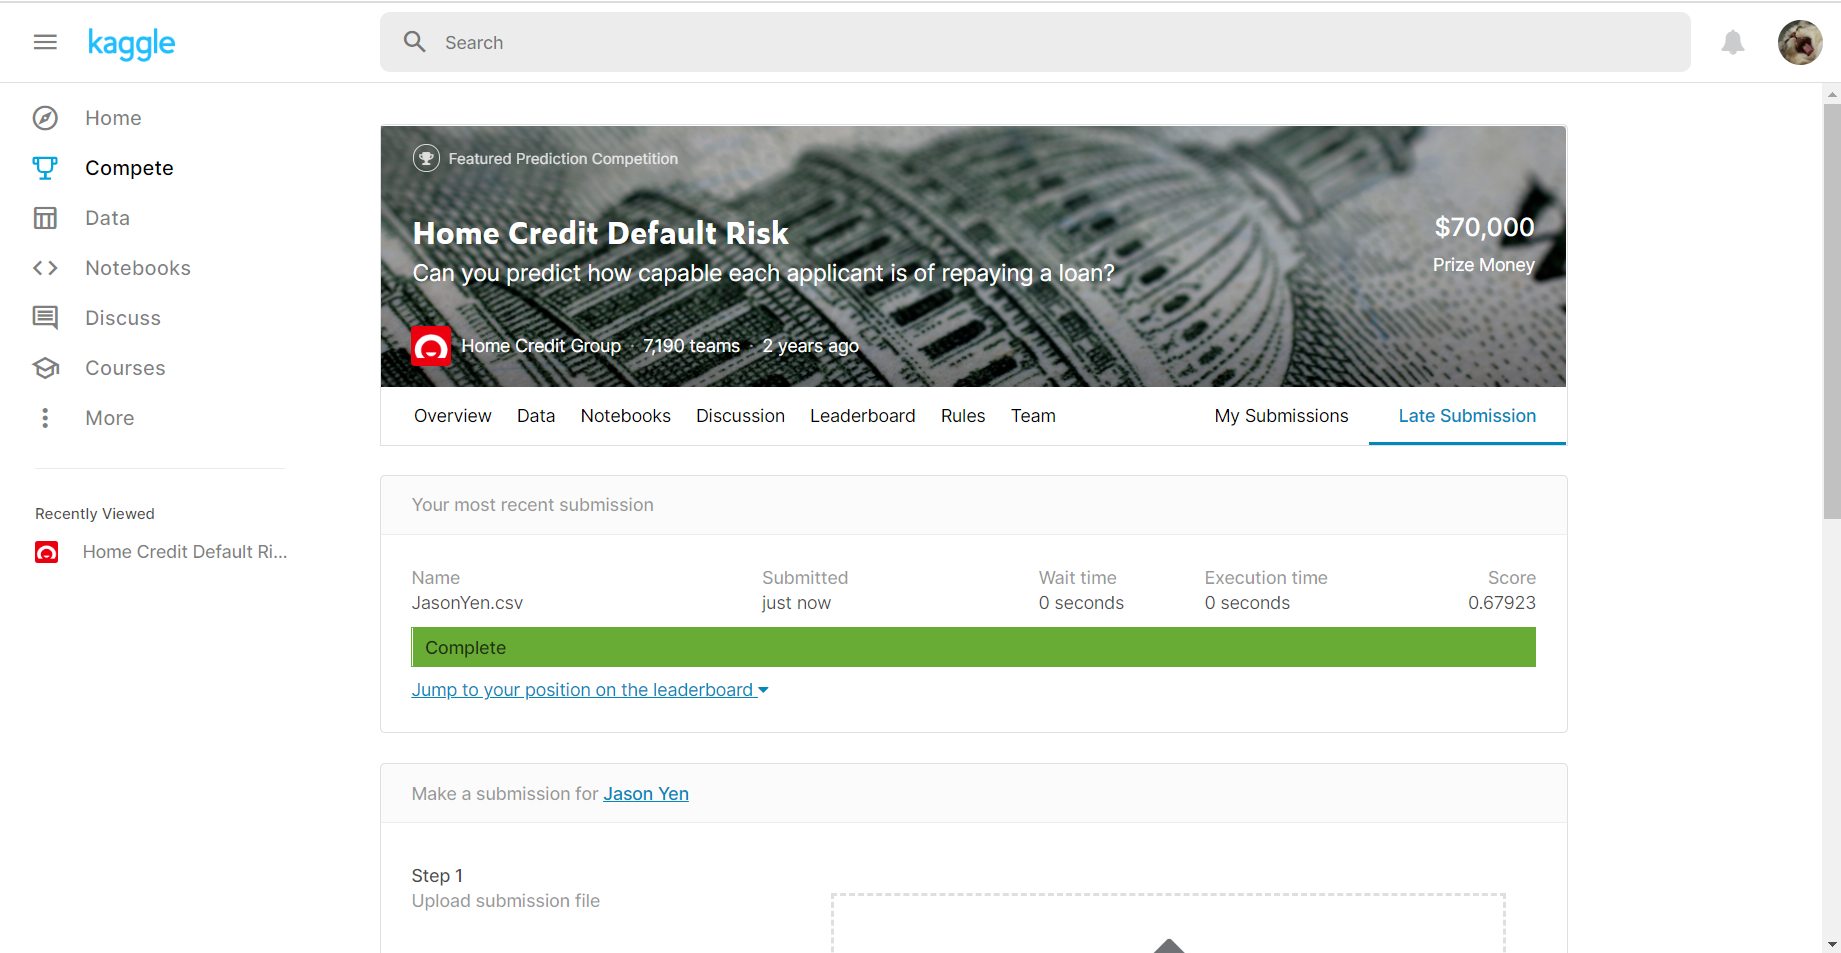 kaggle
Search
Home
Compete
Data
Notebooks
Discuss
Courses
More
Recently Viewed
Home Credit Default Ri...
Featured Prediction Competition
Home Credit Default Risk
Can you predict how capable each applicant is of repaying a loan?
$70,000
Prize Money
Home Credit Group · 7,190 teams · 2 years ago
Overview Data Notebooks Discussion Leaderboard Rules Team My Submissions Late Submission
Your most recent submission
Name Submitted Wait time Execution time Score
JasonYen.csv just now 0 seconds 0 seconds 0.67923
Complete
Jump to your position on the leaderboard
Make a submission for Jason Yen
Step 1
Upload submission file